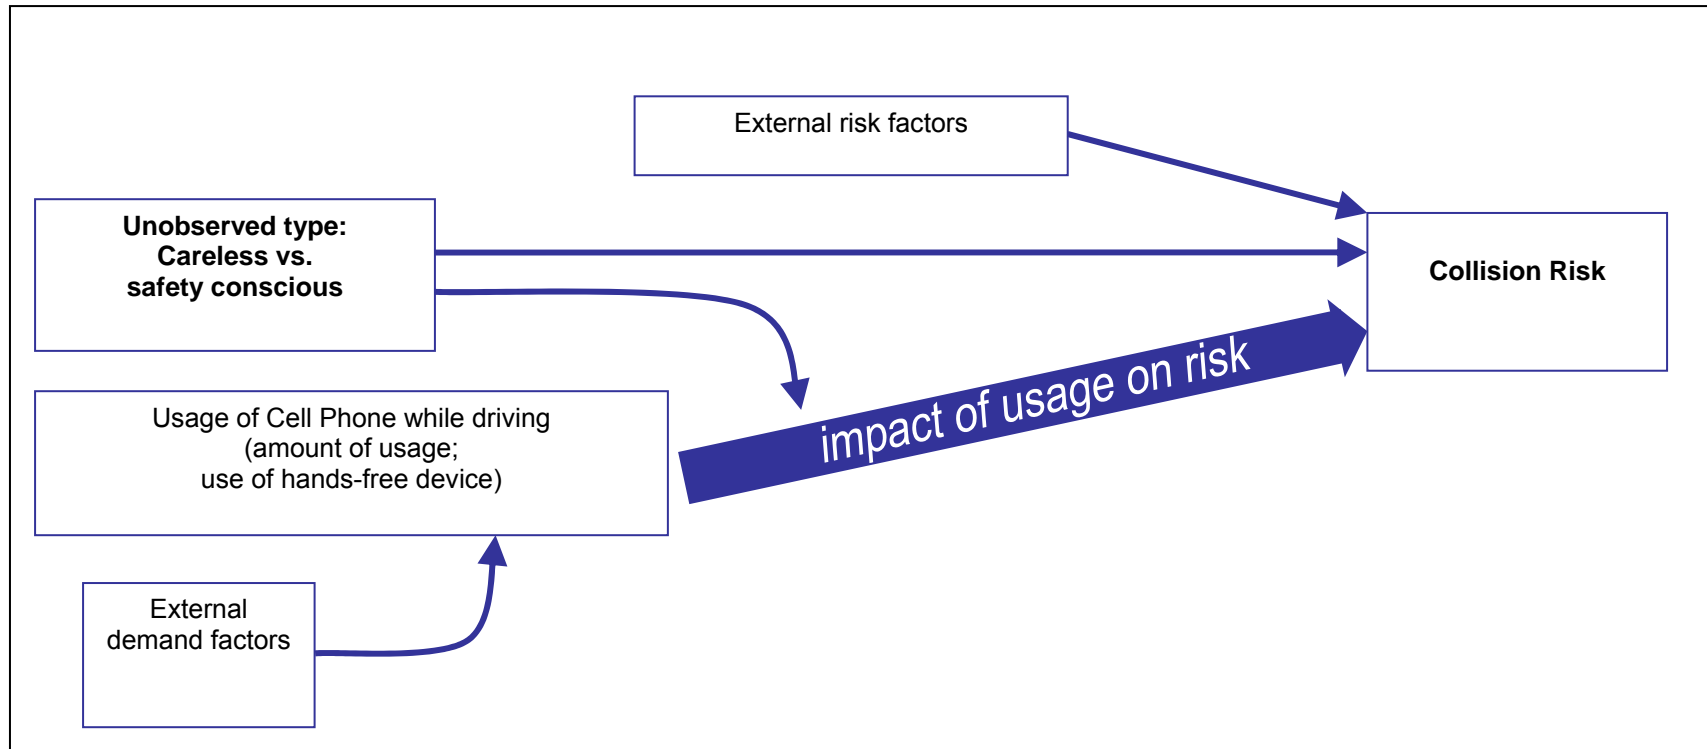 External risk factors
Unobserved type:
Careless vs.
safety conscious
Collision Risk
impact of usage on risk
Usage of Cell Phone while driving
(amount of usage;
use of hands-free device)
External
demand factors